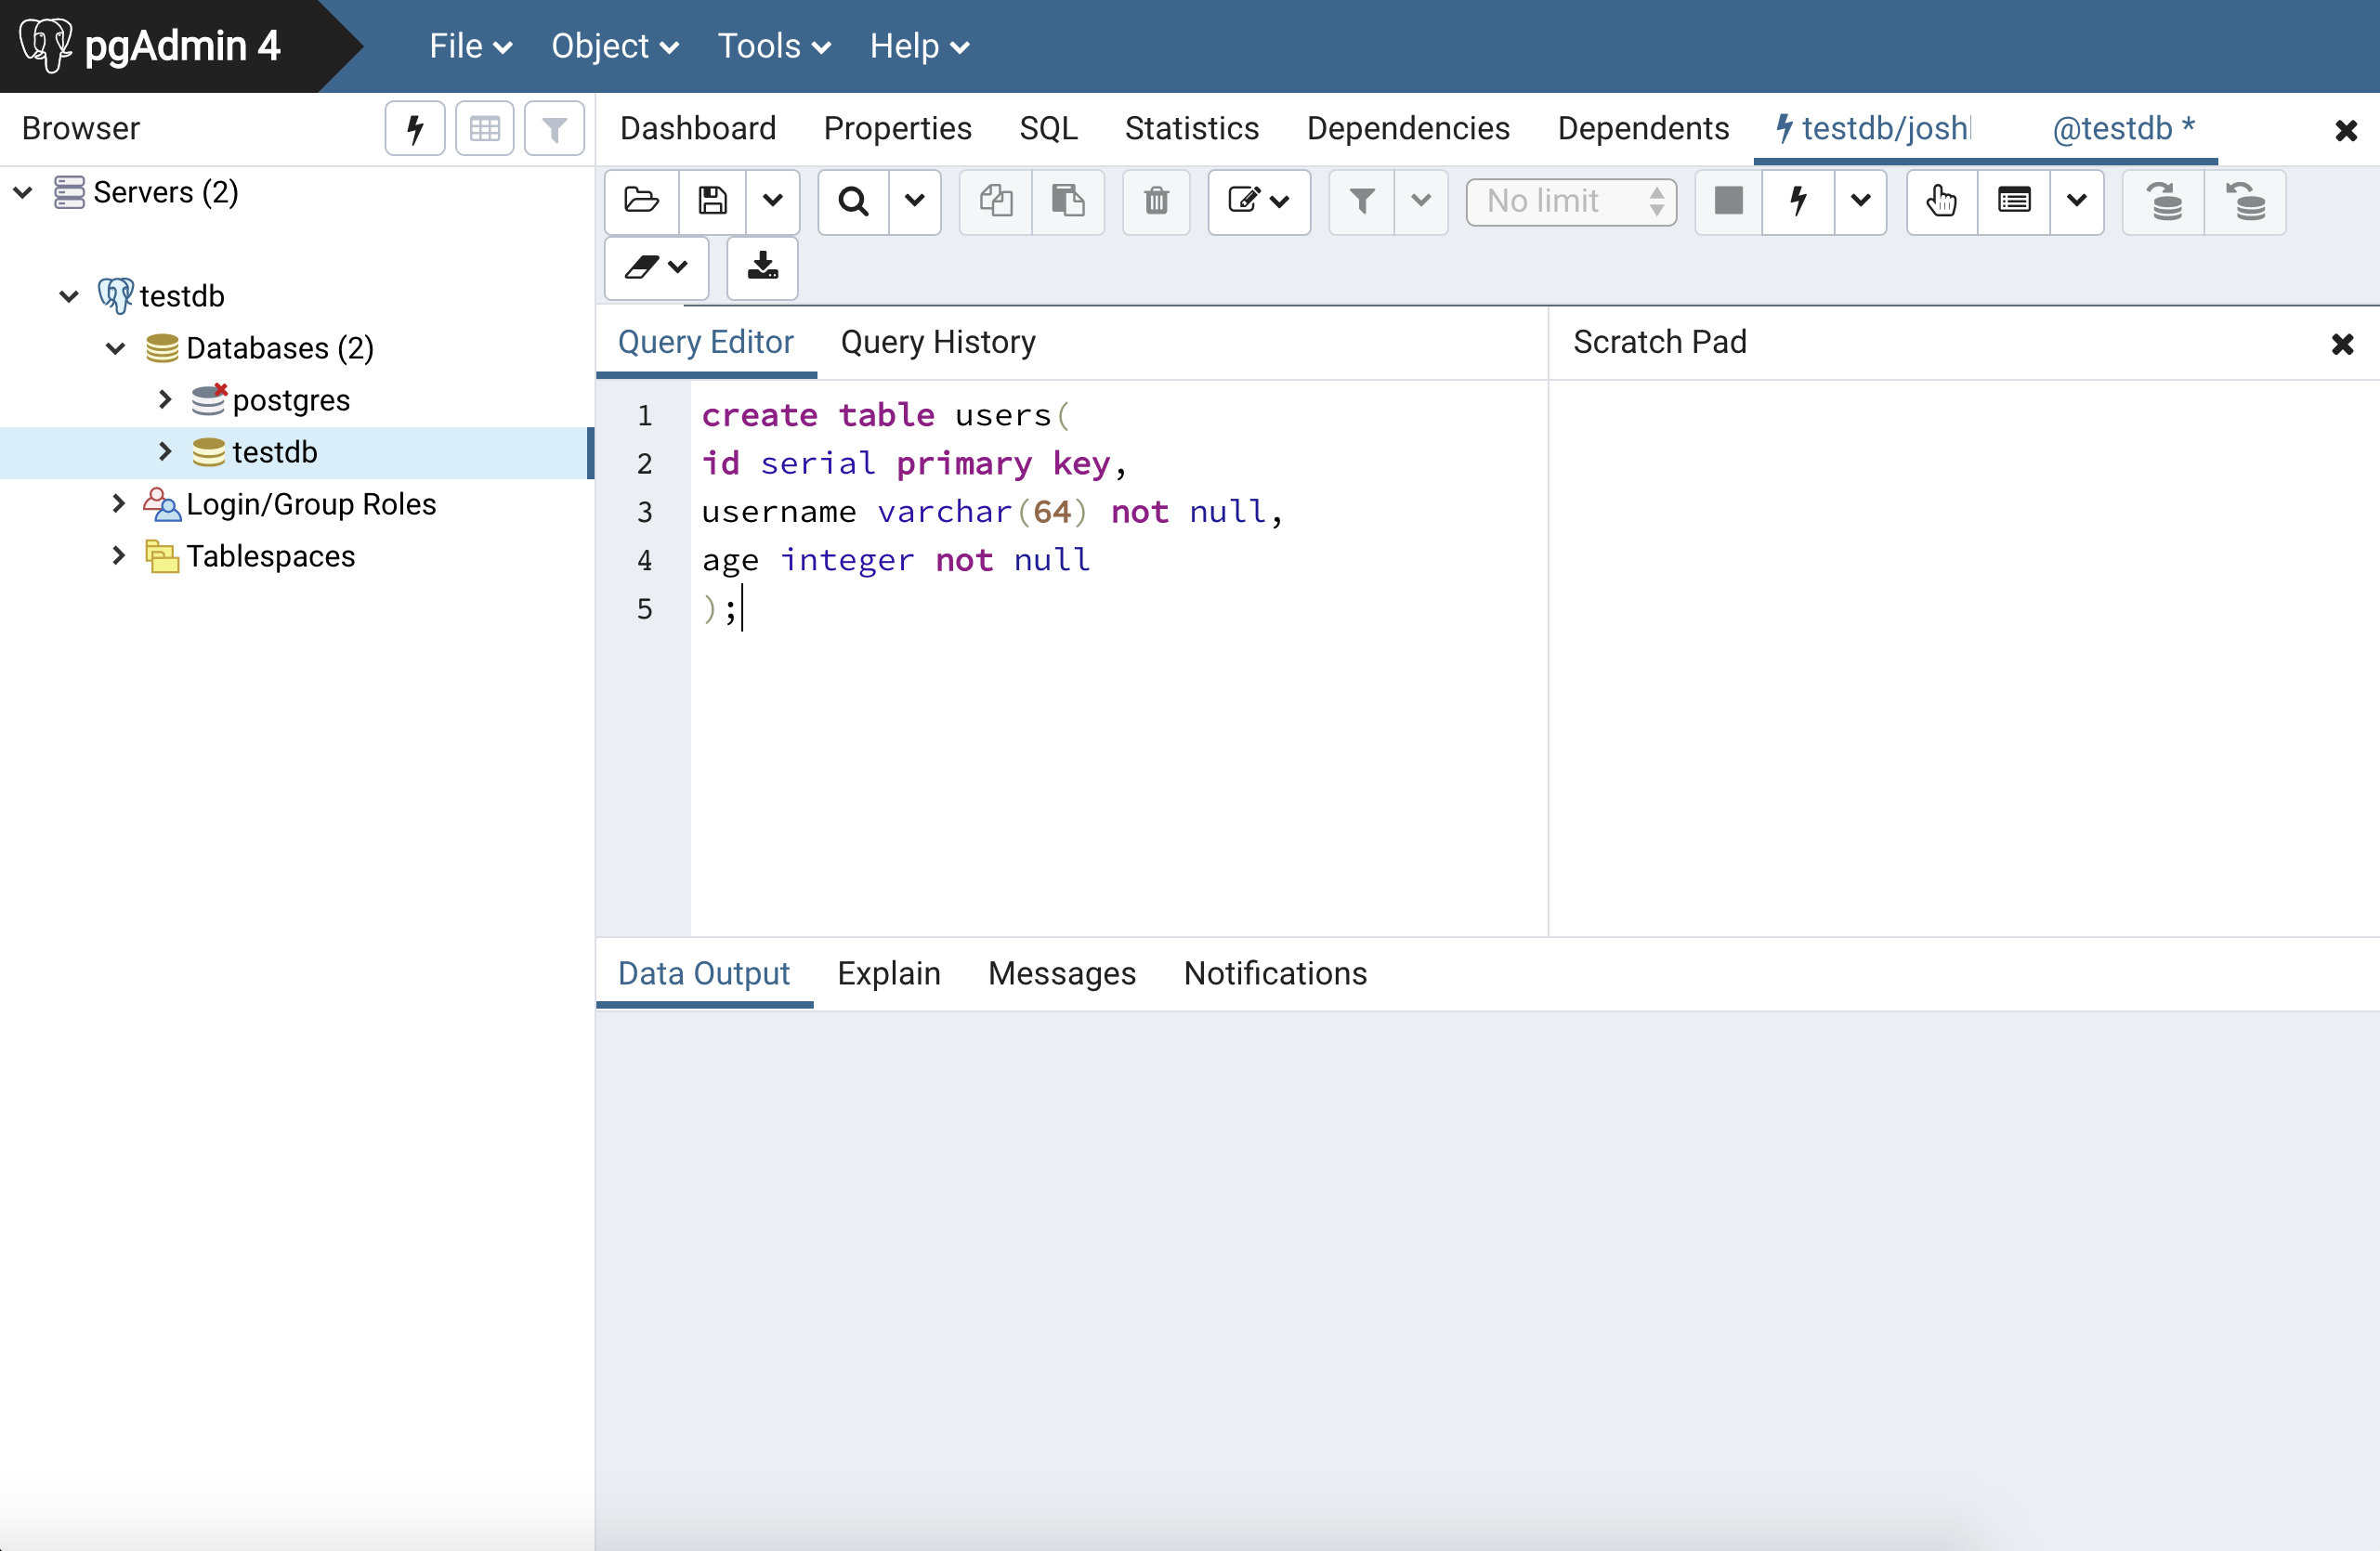 pgAdmin 4
File Object Tools Help
Browser
Dashboard Properties SQL Statistics Dependencies Dependents testdb/josh @testdb *
Servers (2)
No limit
testdb
Databases (2)
postgres
testdb
Login/Group Roles
Tablespaces
Query Editor Query History
Scratch Pad
1 create table users(
2 id serial primary key,
3 username varchar(64) not null,
4 age integer not null
5 );
Data Output Explain Messages Notifications